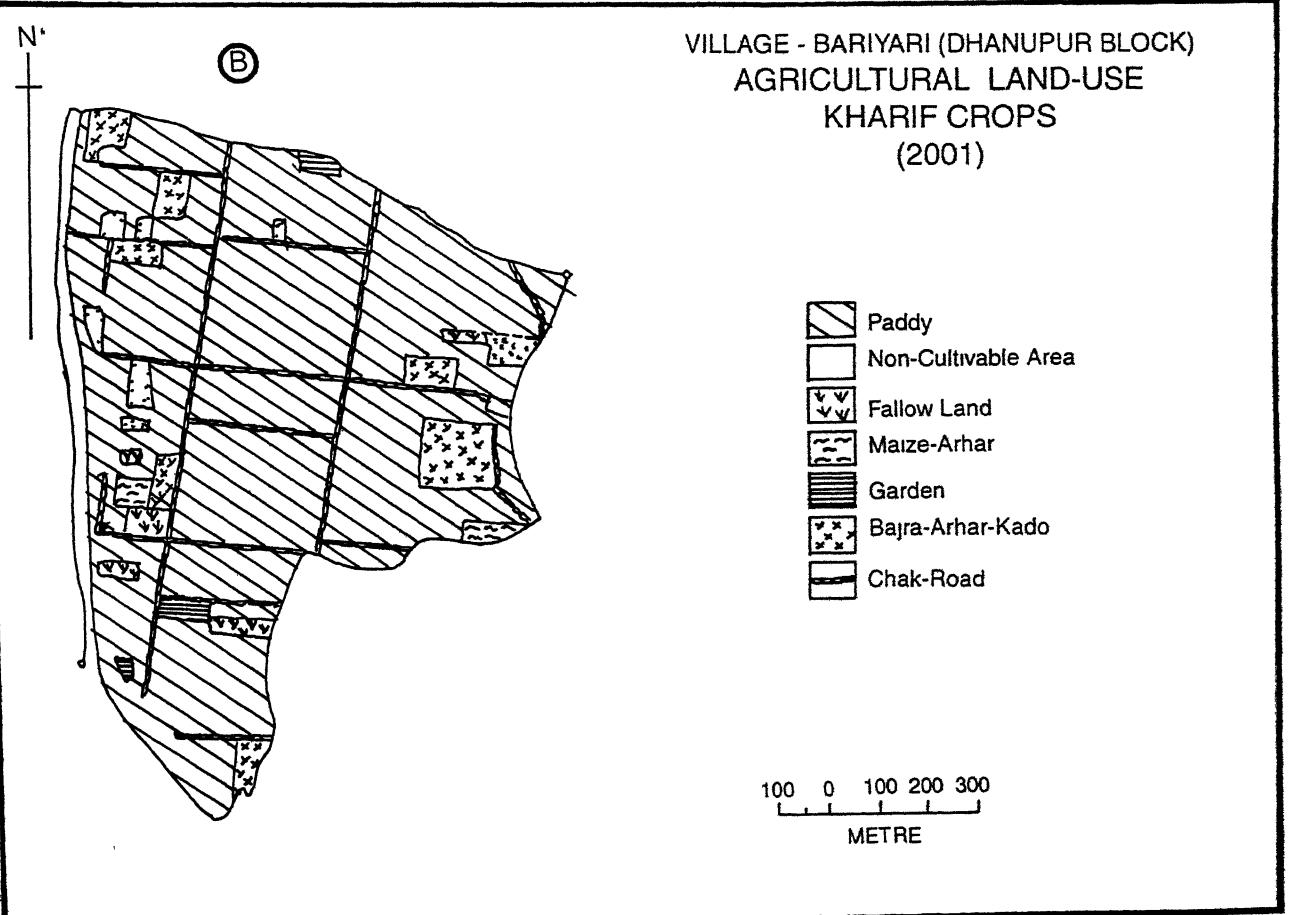 N
B
VILLAGE - BARIYARI (DHANUPUR BLOCK)
AGRICULTURAL LAND-USE
KHARIF CROPS
(2001)
Paddy
Non-Cultivable Area
Fallow Land
Maize-Arhar
Garden
Bajra-Arhar-Kado
Chak-Road
100 0 100 200 300
METRE